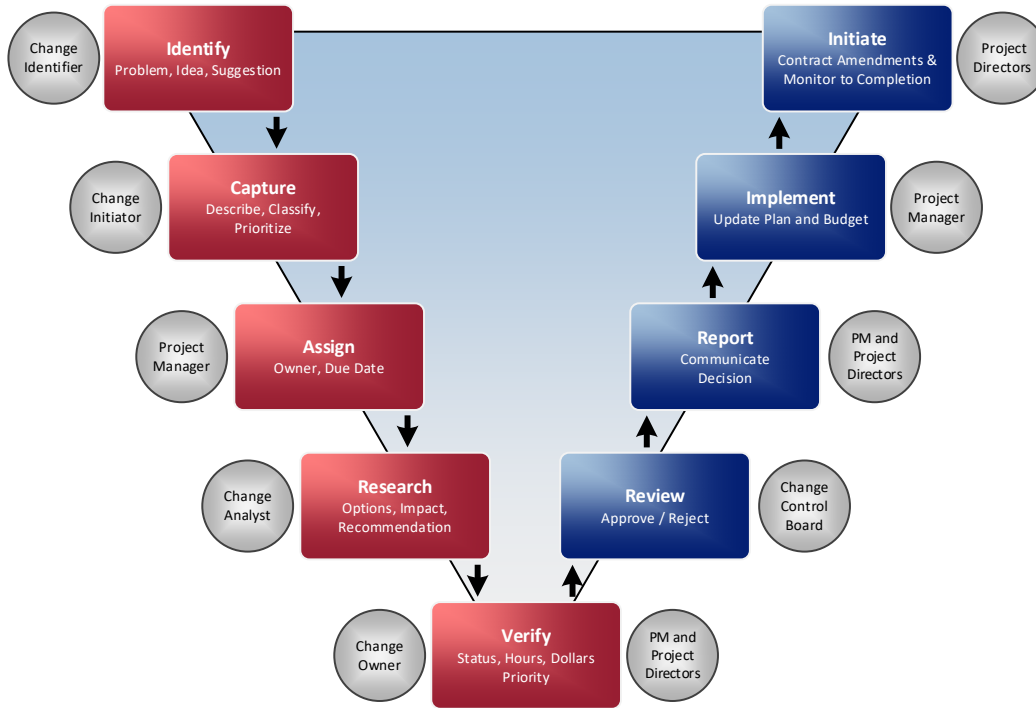 Change
Identifier
Identify
Problem, Idea, Suggestion
Initiate
Contract Amendments &
Monitor to Completion
Project
Directors
Change
Initiator
Capture
Describe, Classify,
Prioritize
Implement
Update Plan and Budget
Project
Manager
Project
Manager
Assign
Owner, Due Date
Report
Communicate
Decision
PM and
Project
Directors
Change
Analyst
Research
Options, Impact,
Recommendation
Review
Approve / Reject
Change
Control
Board
Change
Owner
Verify
Status, Hours, Dollars
Priority
PM and
Project
Directors